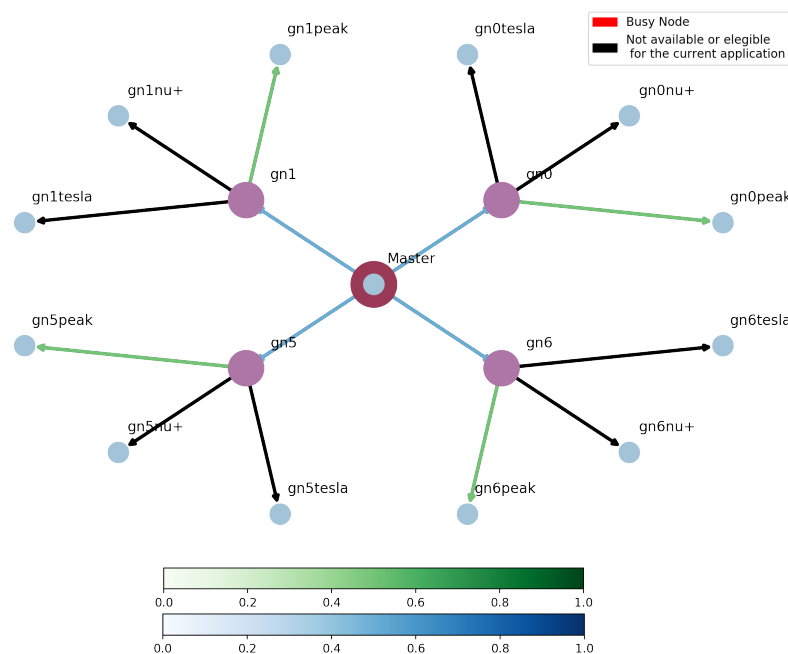 gn1peak
gn0tesla
Busy Node
Not available or elegible
for the current application
gn1nu+
gn0nu+
gn1
gn0
gn1tesla
gn0peak
Master
gn5peak
gn5
gn6
gn6tesla
gn5nu+
gn6nu+
gn5tesla
gn6peak
0.0 0.2 0.4 0.6 0.8 1.0
0.0 0.2 0.4 0.6 0.8 1.0